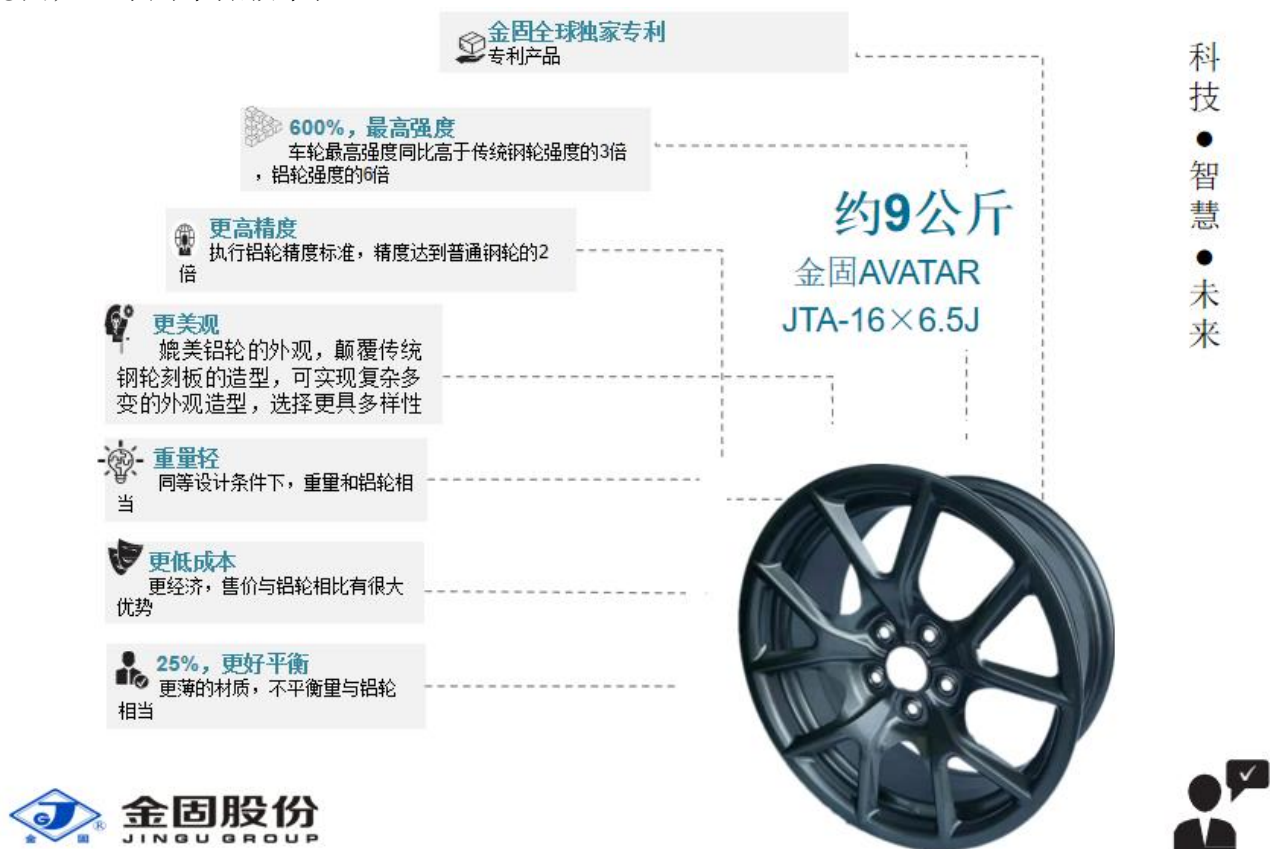 金固全球独家专利
专利产品
600%，最高强度
车轮最高强度同比高于传统钢轮强度的3倍
，铝轮强度的6倍
更高精度
执行铝轮精度标准，精度达到普通钢轮的2
倍
更美观
媲美铝轮的外观，颠覆传统
钢轮刻板的造型，可实现复杂多
变的外观造型，选择更具多样性
重量轻
同等设计条件下，重量和铝轮相
当
更低成本
更经济，售价与铝轮相比有很大
优势
25%，更好平衡
更薄的材质，不平衡量与铝轮
相当
约9公斤
金固AVATAR
JTA-16×6.5J
科技●智慧●未来
G J ®
金 固
金固股份
JINGU GROUP